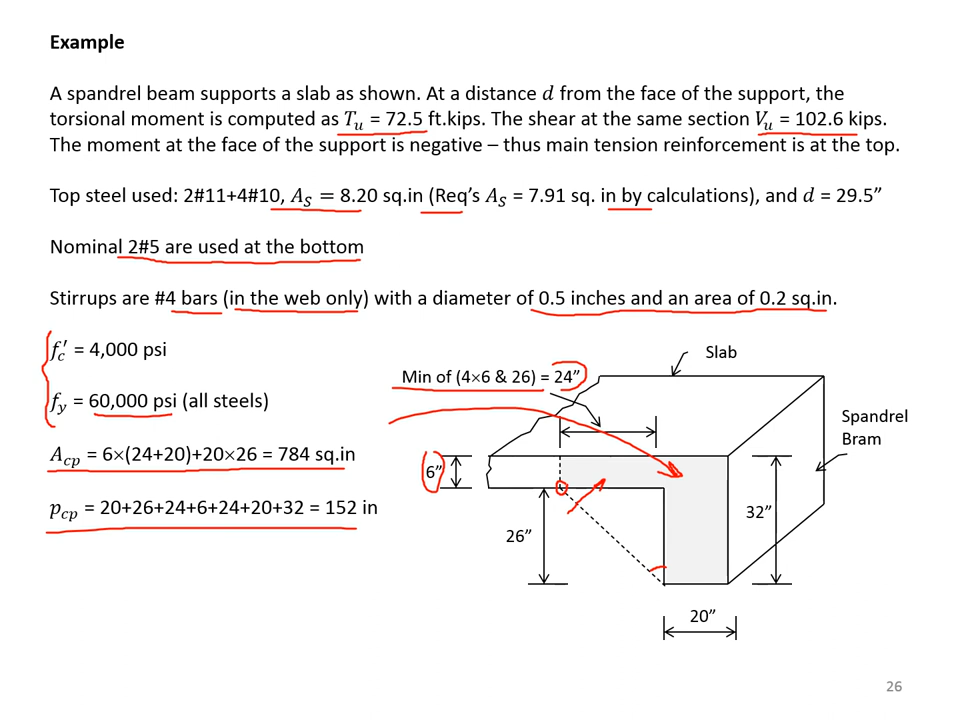 Example
A spandrel beam supports a slab as shown. At a distance d from the face of the support, the
torsional moment is computed as Tᵤ = 72.5 ft.kips. The shear at the same section Vᵤ = 102.6 kips.
The moment at the face of the support is negative – thus main tension reinforcement is at the top.
Top steel used: 2#11+4#10, A_S = 8.20 sq.in (Req's A_S = 7.91 sq. in by calculations), and d = 29.5”
Nominal 2#5 are used at the bottom
Stirrups are #4 bars (in the web only) with a diameter of 0.5 inches and an area of 0.2 sq.in.
f_c′ = 4,000 psi
f_y = 60,000 psi (all steels)
A_cp = 6×(24+20)+20×26 = 784 sq.in
p_cp = 20+26+24+6+24+20+32 = 152 in
Slab
Min of (4×6 & 26) = 24”
Spandrel
Bram
6”
32”
26”
20”
26